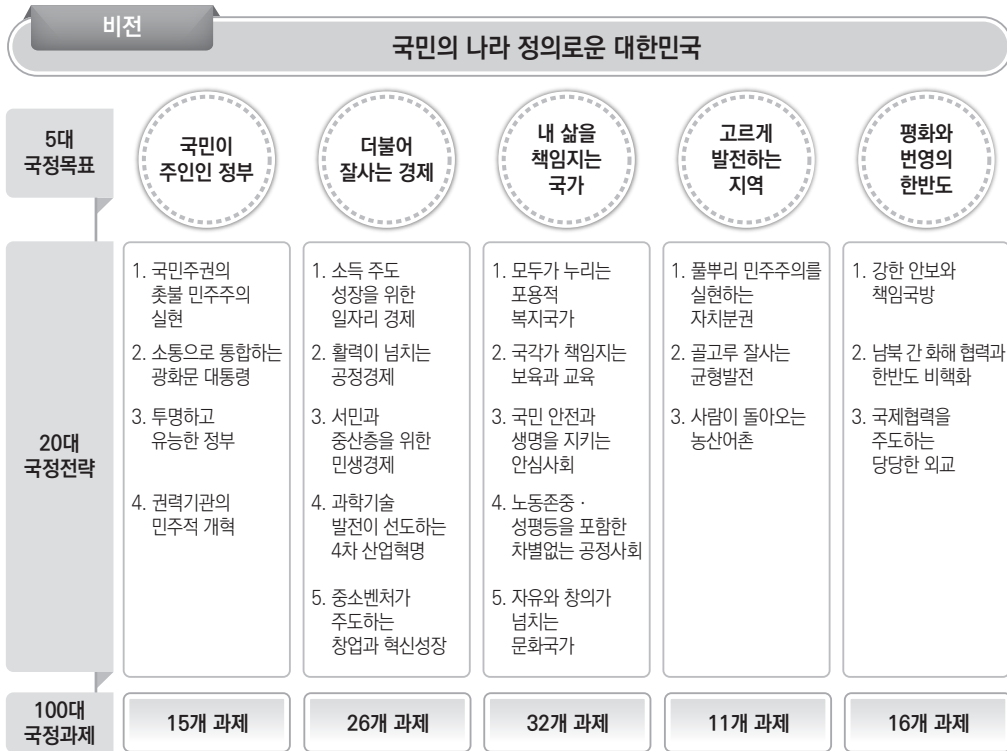 비전
국민의 나라 정의로운 대한민국
5대
국정목표
국민이
주인인 정부
더불어
잘사는 경제
내 삶을
책임지는
국가
고르게
발전하는
지역
평화와
번영의
한반도
20대
국정전략
1. 국민주권의
촛불 민주주의
실현
2. 소통으로 통합하는
광화문 대통령
3. 투명하고
유능한 정부
4. 권력기관의
민주적 개혁
1. 소득 주도
성장을 위한
일자리 경제
2. 활력이 넘치는
공정경제
3. 서민과
중산층을 위한
민생경제
4. 과학기술
발전이 선도하는
4차 산업혁명
5. 중소벤처가
주도하는
창업과 혁신성장
1. 모두가 누리는
포용적
복지국가
2. 국각가 책임지는
보육과 교육
3. 국민 안전과
생명을 지키는
안심사회
4. 노동존중 ·
성평등을 포함한
차별없는 공정사회
5. 자유와 창의가
넘치는
문화국가
1. 풀뿌리 민주주의를
실현하는
자치분권
2. 골고루 잘사는
균형발전
3. 사람이 돌아오는
농산어촌
1. 강한 안보와
책임국방
2. 남북 간 화해 협력과
한반도 비핵화
3. 국제협력을
주도하는
당당한 외교
100대
국정과제
15개 과제
26개 과제
32개 과제
11개 과제
16개 과제